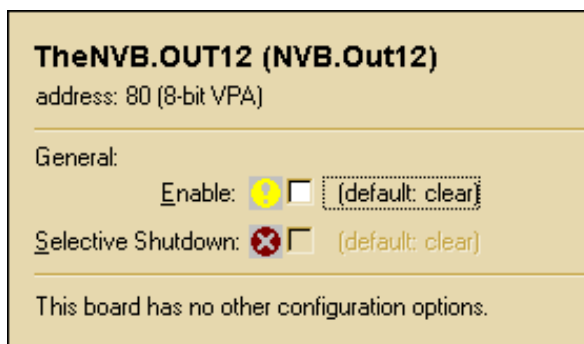 TheNVB.OUT12 (NVB.Out12)
address: 80 (8-bit VPA)
General:
Enable: (default: clear)
Selective Shutdown: (default: clear)
This board has no other configuration options.